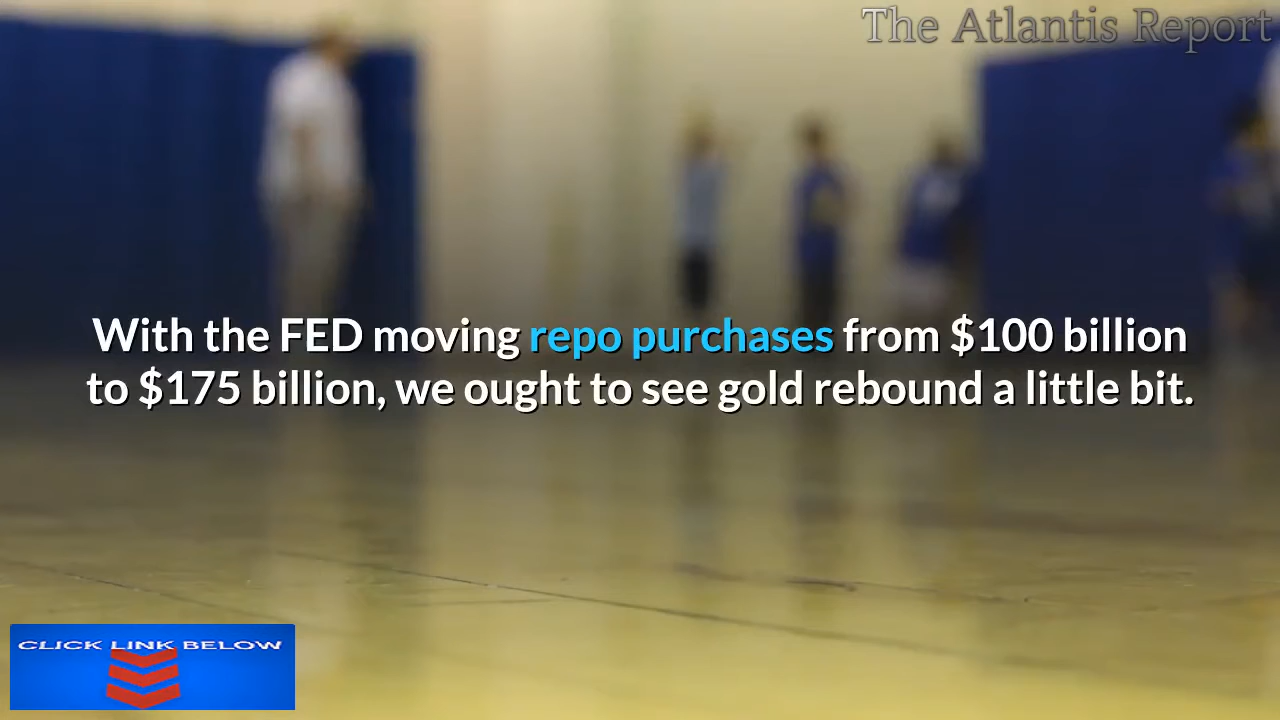 The Atlantis Report
With the FED moving repo purchases from $100 billion
to $175 billion, we ought to see gold rebound a little bit.
CLICK LINK BELOW